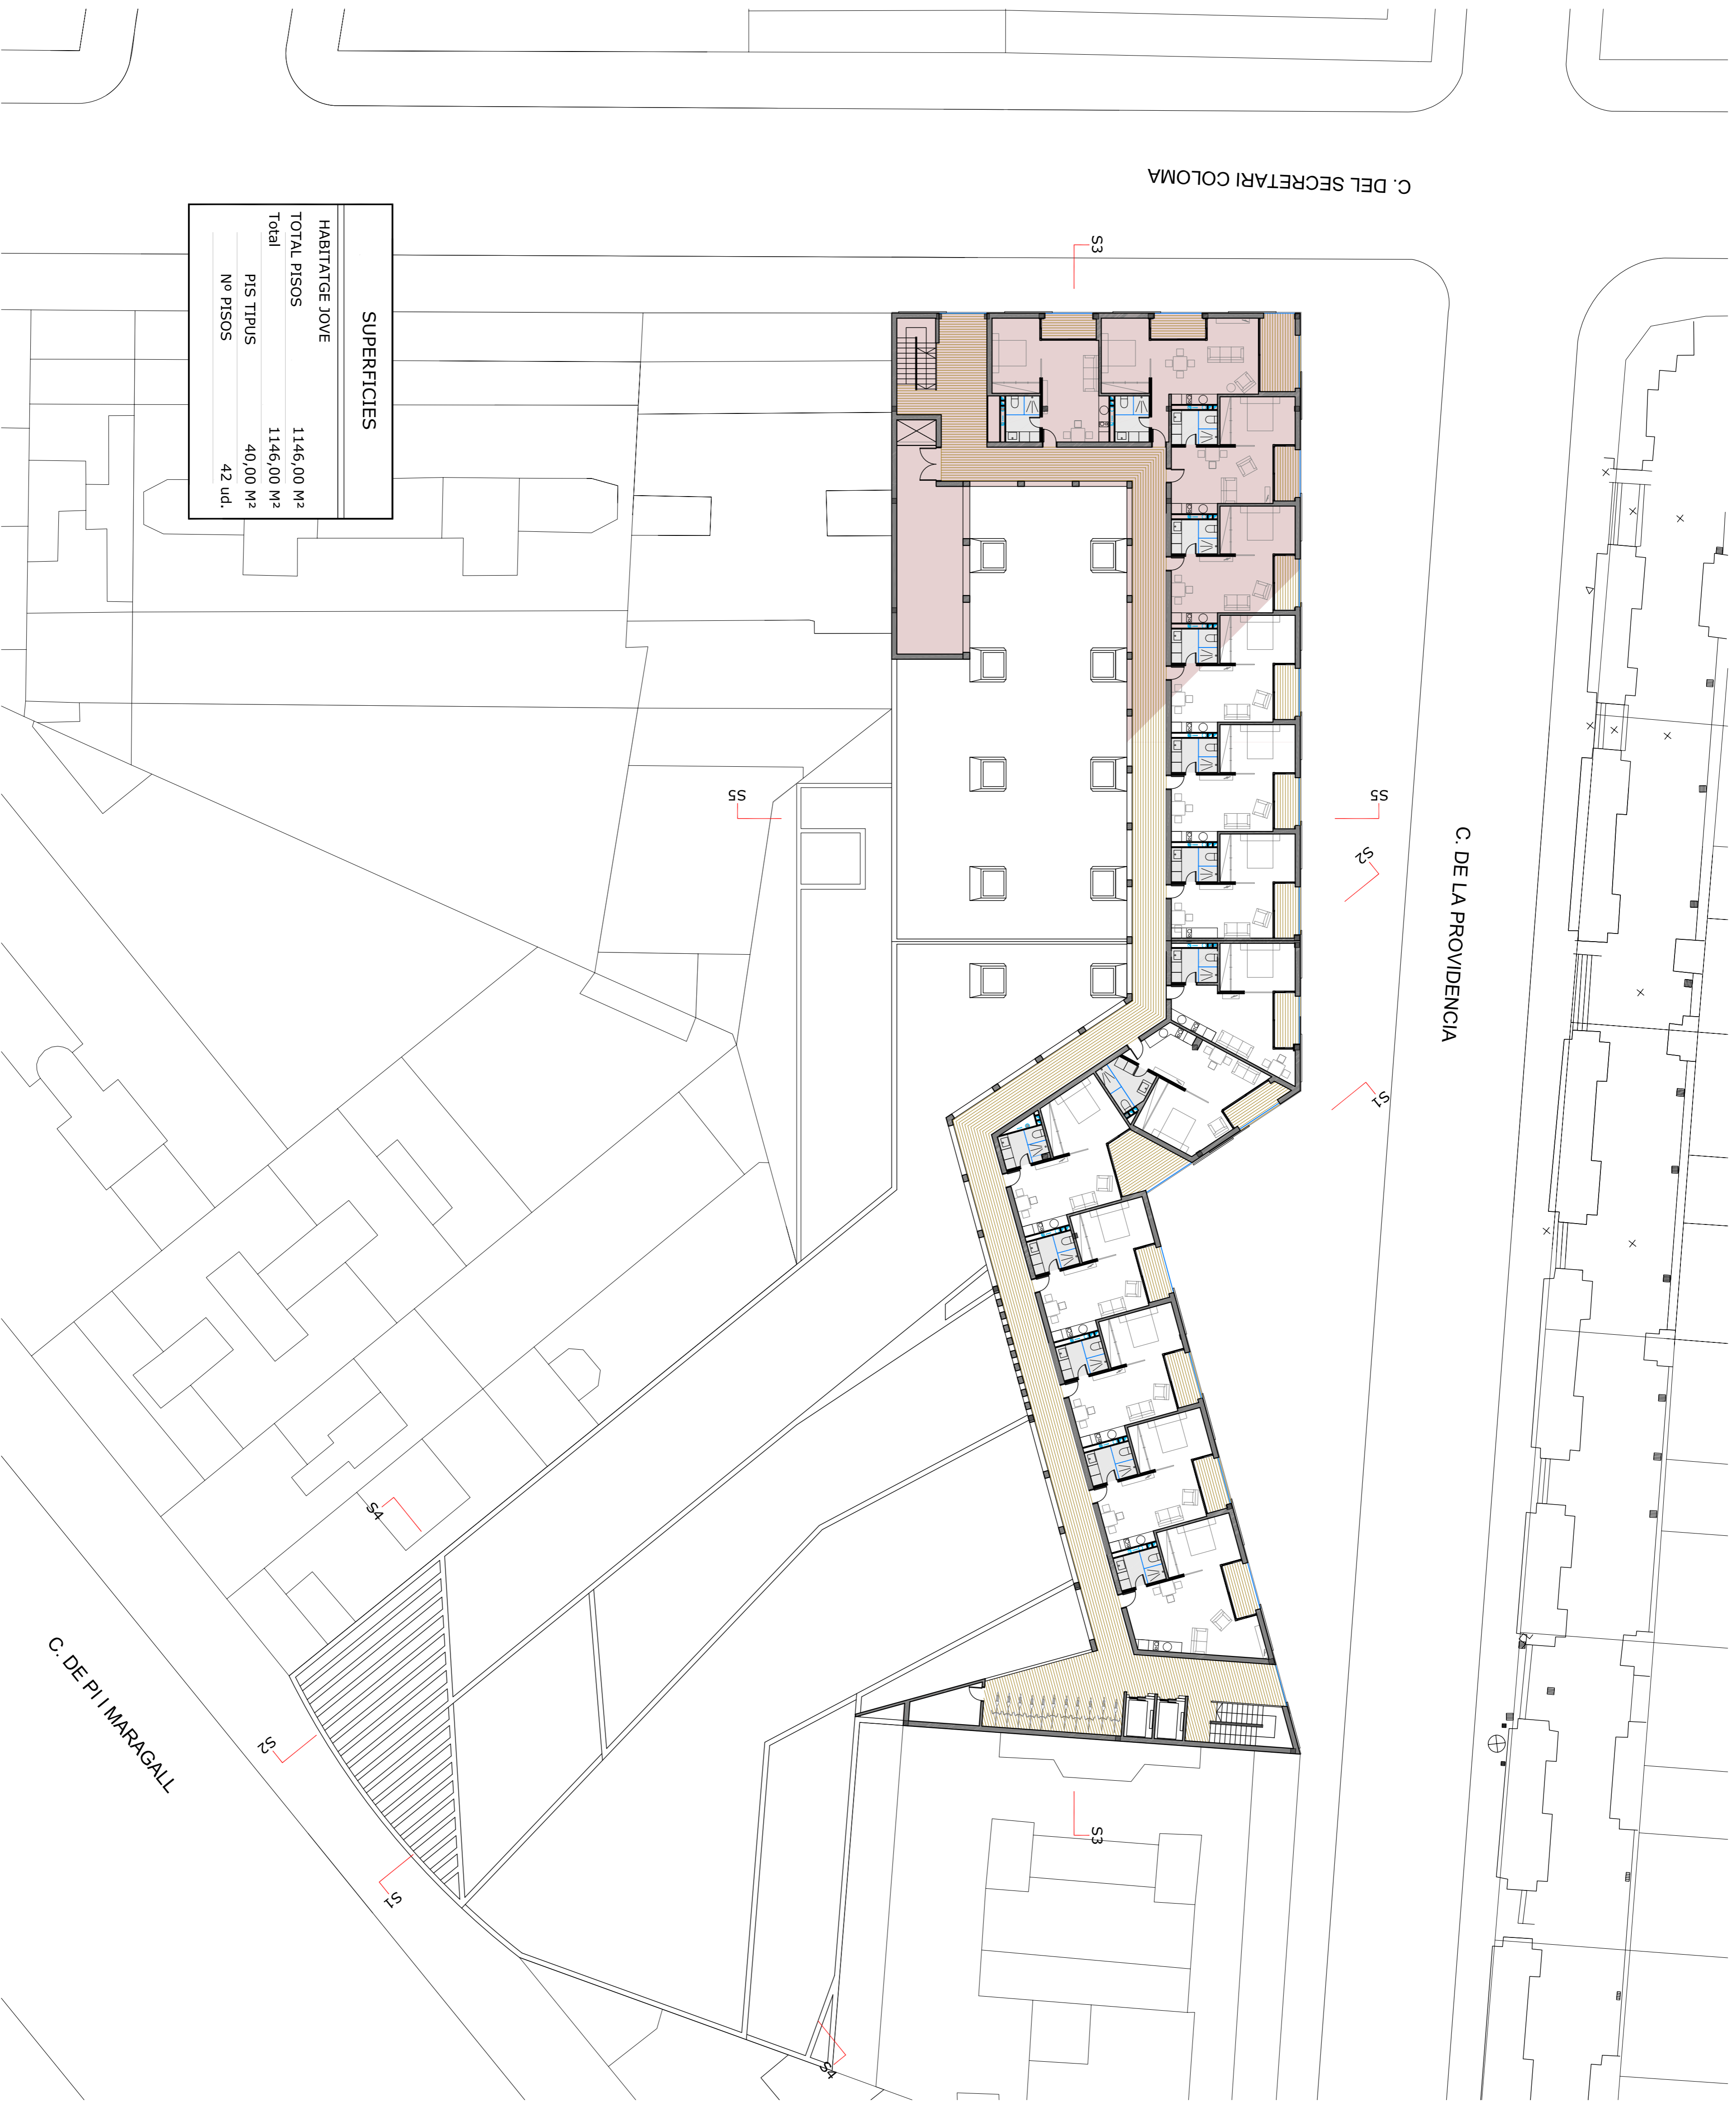 C. DEL SECRETARI COLOMA
SUPERFICIES
HABITATGE JOVE
TOTAL PISOS 1146,00 M²
Total 1146,00 M²
PIS TIPUS 40,00 M²
Nº PISOS 42 ud.
S3
S5
S5
S2
C. DE LA PROVIDENCIA
S1
S4
C. DE PI I MARAGALL
S2
S3
S1
S4